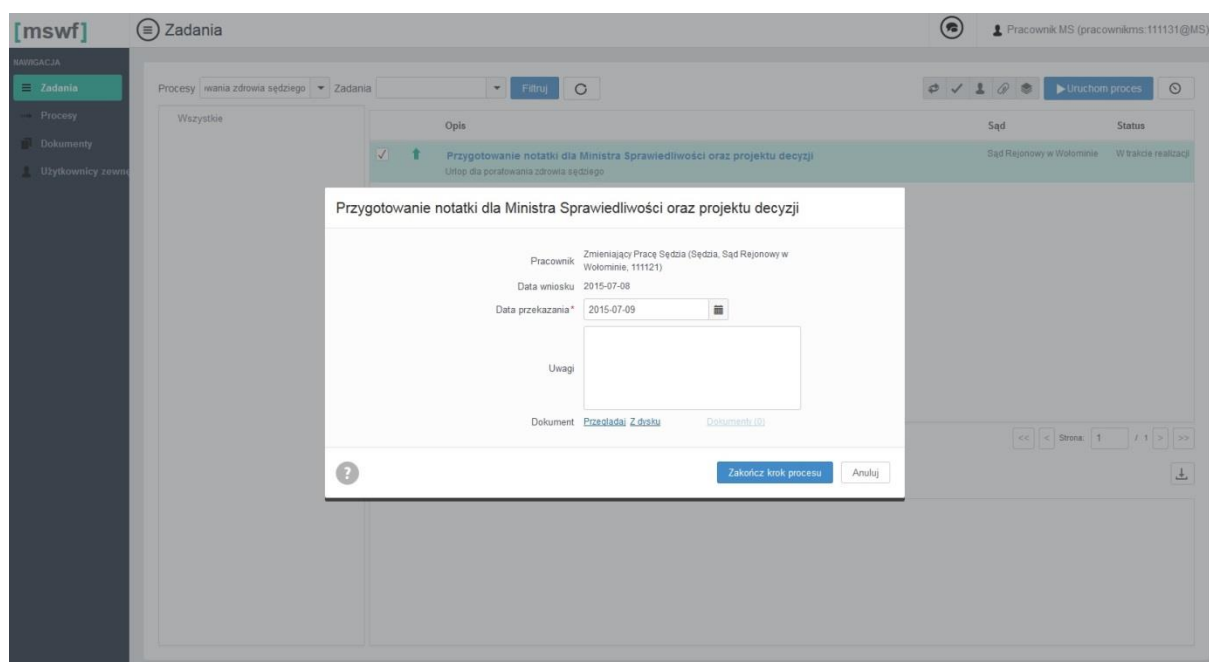 [mswf]
Zadania
Pracownik MS (pracownikms:111131@MS)
NAWIGACJA
Zadania
Procesy
Dokumenty
Użytkownicy zewnę
Procesy
wania zdrowia sędziego
Zadania
Filtruj
Uruchom proces
Wszystkie
Opis
Sąd
Status
Przygotowanie notatki dla Ministra Sprawiedliwości oraz projektu decyzji
Sąd Rejonowy w Wołominie
W trakcie realizacji
Urlop dla poratowania zdrowia sędziego
Przygotowanie notatki dla Ministra Sprawiedliwości oraz projektu decyzji
Pracownik
Zmieniający Pracę Sędzia (Sędzia, Sąd Rejonowy w
Wołominie, 111121)
Data wniosku 2015-07-08
Data przekazania* 2015-07-09
Uwagi
Dokument Przeglądaj Z dysku Dokumenty (0)
<< < Strona: 1 / 1 > >>
? Zakończ krok procesu Anuluj